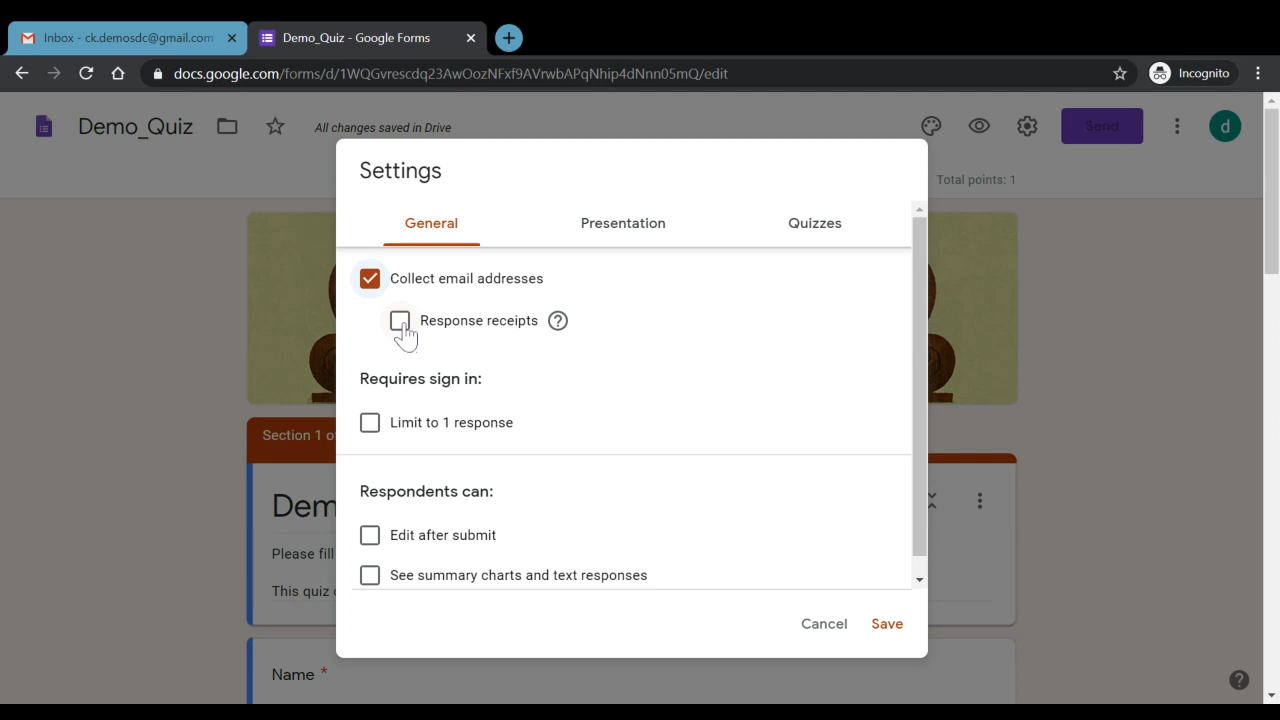 Inbox - ck.demosdc@gmail.com
Demo_Quiz - Google Forms
docs.google.com/forms/d/1WQGvrescdq23AwOozNFxf9AVrwbAPqNhip4dNnn05mQ/edit
Incognito
Demo_Quiz
All changes saved in Drive
Send
d
Total points: 1
Settings
General
Presentation
Quizzes
Collect email addresses
Response receipts
Requires sign in:
Limit to 1 response
Section 1 o
Respondents can:
Dem
Edit after submit
Please fill
See summary charts and text responses
This quiz
Cancel
Save
Name *